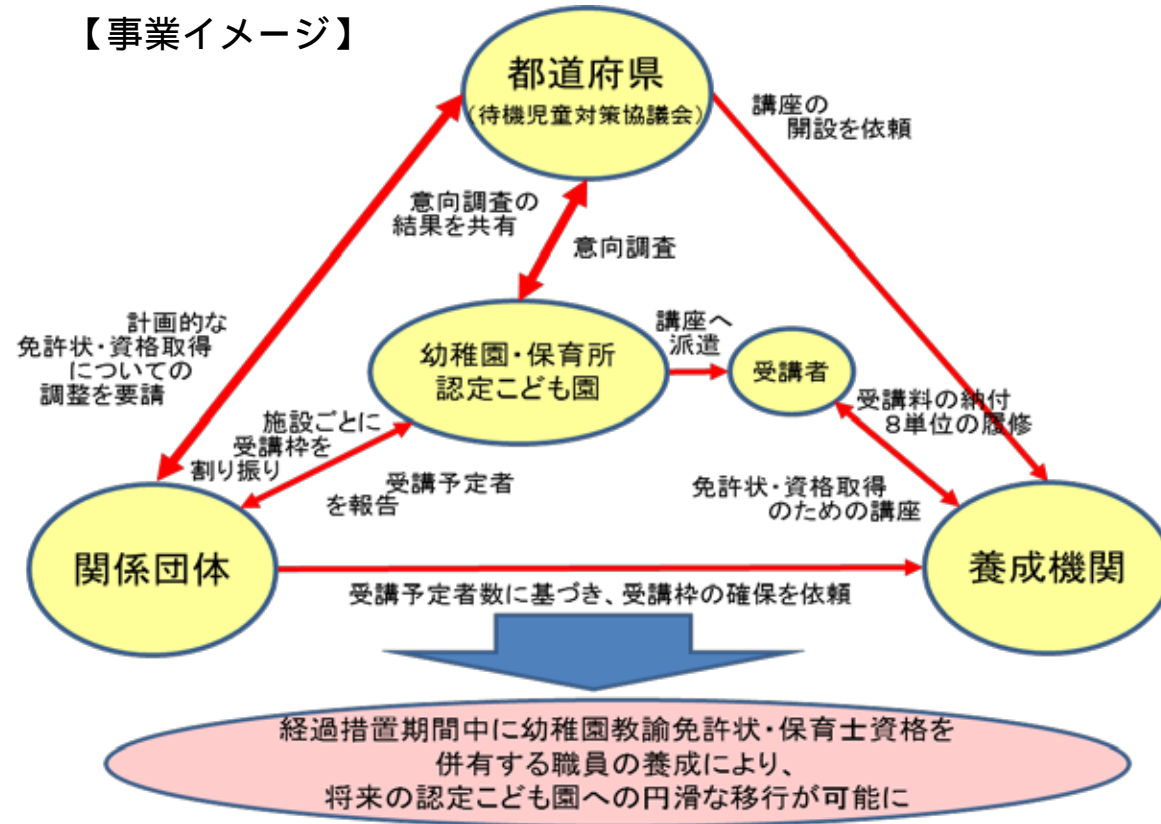 【事業イメージ】
都道府県
(待機児童対策協議会)
講座の
開設を依頼
意向調査の
結果を共有
意向調査
計画的な
免許状・資格取得
についての
調整を要請
幼稚園・保育所
認定こども園
講座へ
派遣
受講者
受講料の納付
8単位の履修
施設ごとに
受講枠を
割り振り
受講予定者
を報告
免許状・資格取得
のための講座
関係団体
養成機関
受講予定者数に基づき、受講枠の確保を依頼
経過措置期間中に幼稚園教諭免許状・保育士資格を
併有する職員の養成により、
将来の認定こども園への円滑な移行が可能に